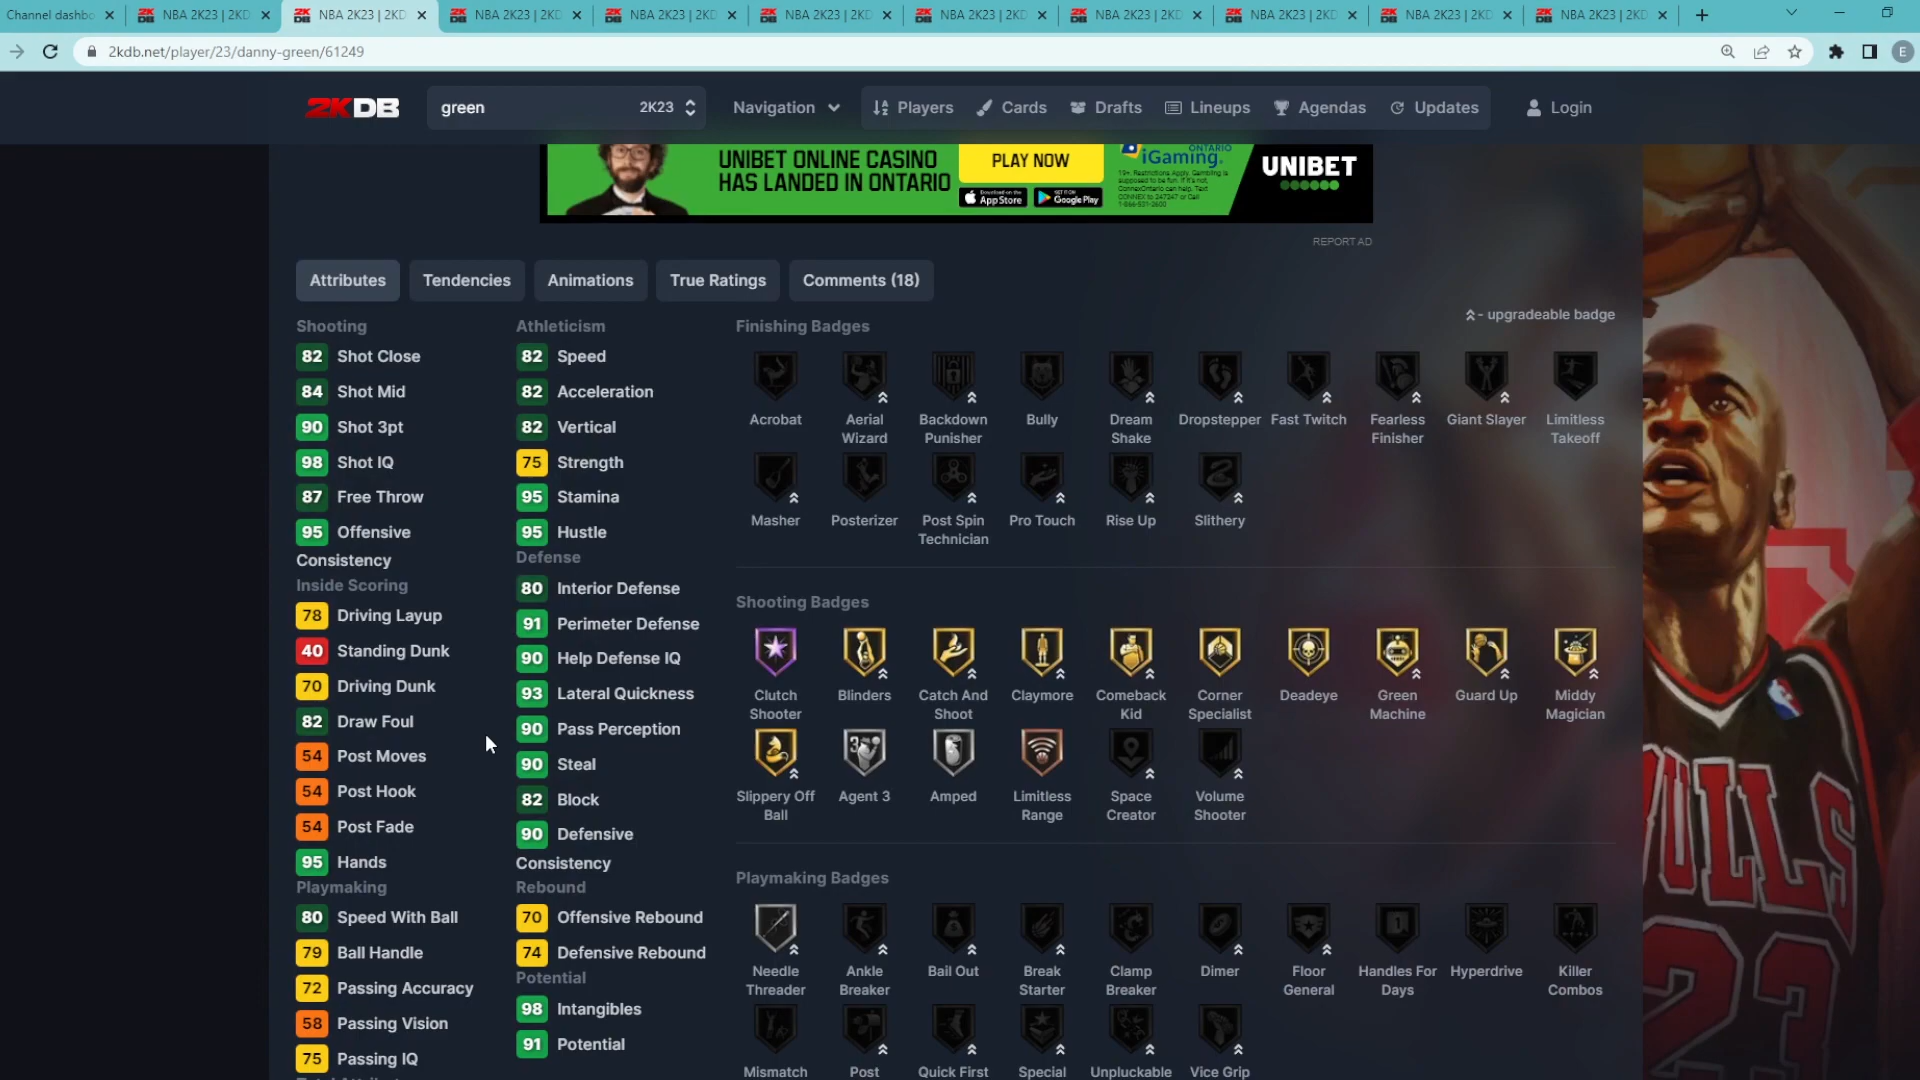 Channel dashbo
NBA 2K23 | 2KD
NBA 2K23 | 2KD
NBA 2K23 | 2KD
NBA 2K23 | 2KD
NBA 2K23 | 2KD
NBA 2K23 | 2KD
NBA 2K23 | 2KD
NBA 2K23 | 2KD
NBA 2K23 | 2KD
NBA 2K23 | 2KD
2kdb.net/player/23/danny-green/61249
E
2KDB
green
2K23
Navigation
Players
Cards
Drafts
Lineups
Agendas
Updates
Login
UNIBET ONLINE CASINO
HAS LANDED IN ONTARIO
PLAY NOW
Download on the App Store
GET IT ON Google Play
ONTARIO
iGaming
UNIBET
REPORT AD
Attributes
Tendencies
Animations
True Ratings
Comments (18)
- upgradeable badge
Shooting
82 Shot Close
84 Shot Mid
90 Shot 3pt
98 Shot IQ
87 Free Throw
95 Offensive
Consistency
Inside Scoring
78 Driving Layup
40 Standing Dunk
70 Driving Dunk
82 Draw Foul
54 Post Moves
54 Post Hook
54 Post Fade
95 Hands
Playmaking
80 Speed With Ball
79 Ball Handle
72 Passing Accuracy
58 Passing Vision
75 Passing IQ
Athleticism
82 Speed
82 Acceleration
82 Vertical
75 Strength
95 Stamina
95 Hustle
Defense
80 Interior Defense
91 Perimeter Defense
90 Help Defense IQ
93 Lateral Quickness
90 Pass Perception
90 Steal
82 Block
90 Defensive
Consistency
Rebound
70 Offensive Rebound
74 Defensive Rebound
Potential
98 Intangibles
91 Potential
Finishing Badges
Acrobat
Aerial
Wizard
Backdown
Punisher
Bully
Dream
Shake
Dropstepper
Fast Twitch
Fearless
Finisher
Giant Slayer
Limitless
Takeoff
Masher
Posterizer
Post Spin
Technician
Pro Touch
Rise Up
Slithery
Shooting Badges
Clutch
Shooter
Blinders
Catch And
Shoot
Claymore
Comeback
Kid
Corner
Specialist
Deadeye
Green
Machine
Guard Up
Middy
Magician
Slippery Off
Ball
Agent 3
Amped
Limitless
Range
Space
Creator
Volume
Shooter
Playmaking Badges
Needle
Threader
Ankle
Breaker
Bail Out
Break
Starter
Clamp
Breaker
Dimer
Floor
General
Handles For
Days
Hyperdrive
Killer
Combos
Mismatch
Post
Quick First
Special
Unpluckable
Vice Grip
BULLS
23